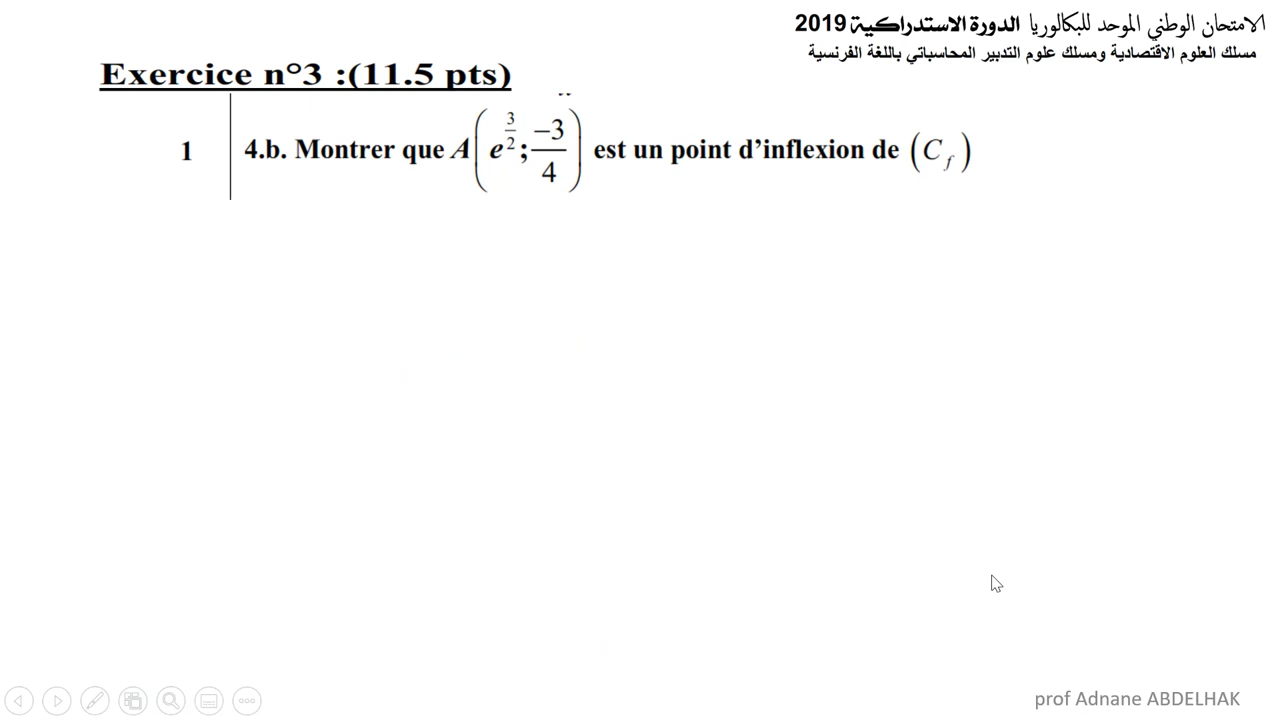 الامتحان الوطني الموحد للبكالوريا الدورة الاستدراكية 2019
مسلك العلوم الاقتصادية ومسلك علوم التدبير المحاسباتي باللغة الفرنسية
Exercice n°3 :(11.5 pts)
1 4.b. Montrer que A(e^{3/2}; -3/4) est un point d’inflexion de (C_f)
prof Adnane ABDELHAK